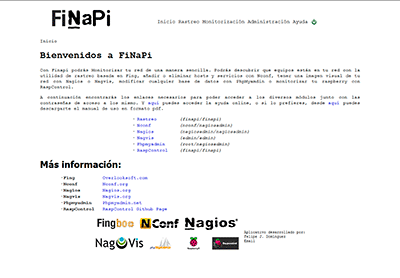 FiNaPi
Inicio Rastreo Monitorización Administración Ayuda
Inicio
Bienvenidos a FiNaPi
Con Finapi podrás Monitorizar tu red de una manera sencilla. Podrás descubrir que equipos están en tu red con la
utilidad de rastreo basada en Fing, añadir o eliminar hosts y servicios con Nconf, tener una imagen visual de tu
red con Nagios o Nagvis, modificar cualquier base de datos con Phpmyadmin o monitorizar tu raspberry con
RaspControl.
A continuación encontrarás los enlaces necesarios para poder acceder a los diversos módulos junto con las
contraseñas de acceso a los mismo. Y aquí puedes acceder la ayuda online, o si lo prefieres, desde aquí puedes
descargarte el manual de uso en formato pdf.
· Rastreo (finapi/finapi)
· Nconf (nconf/nagiosadmin)
· Nagios (nagiosadmin/nagiosadmin)
· Nagvis (admin/admin)
· Phpmyadmin (root/nagiosadmin)
· RaspControl (finapi/finapi)
Más información:
· Fing Overlooksoft.com
· Nconf Nconf.org
· Nagios Nagios.org
· Nagvis Nagvis.org
· Phpmyadmin Phpmyadmin.net
· RaspControl RaspControl Github Page
Fingbox NConf Nagios
NagVis
Aplicativo desarrollado por:
Felipe J. Domínguez
Email